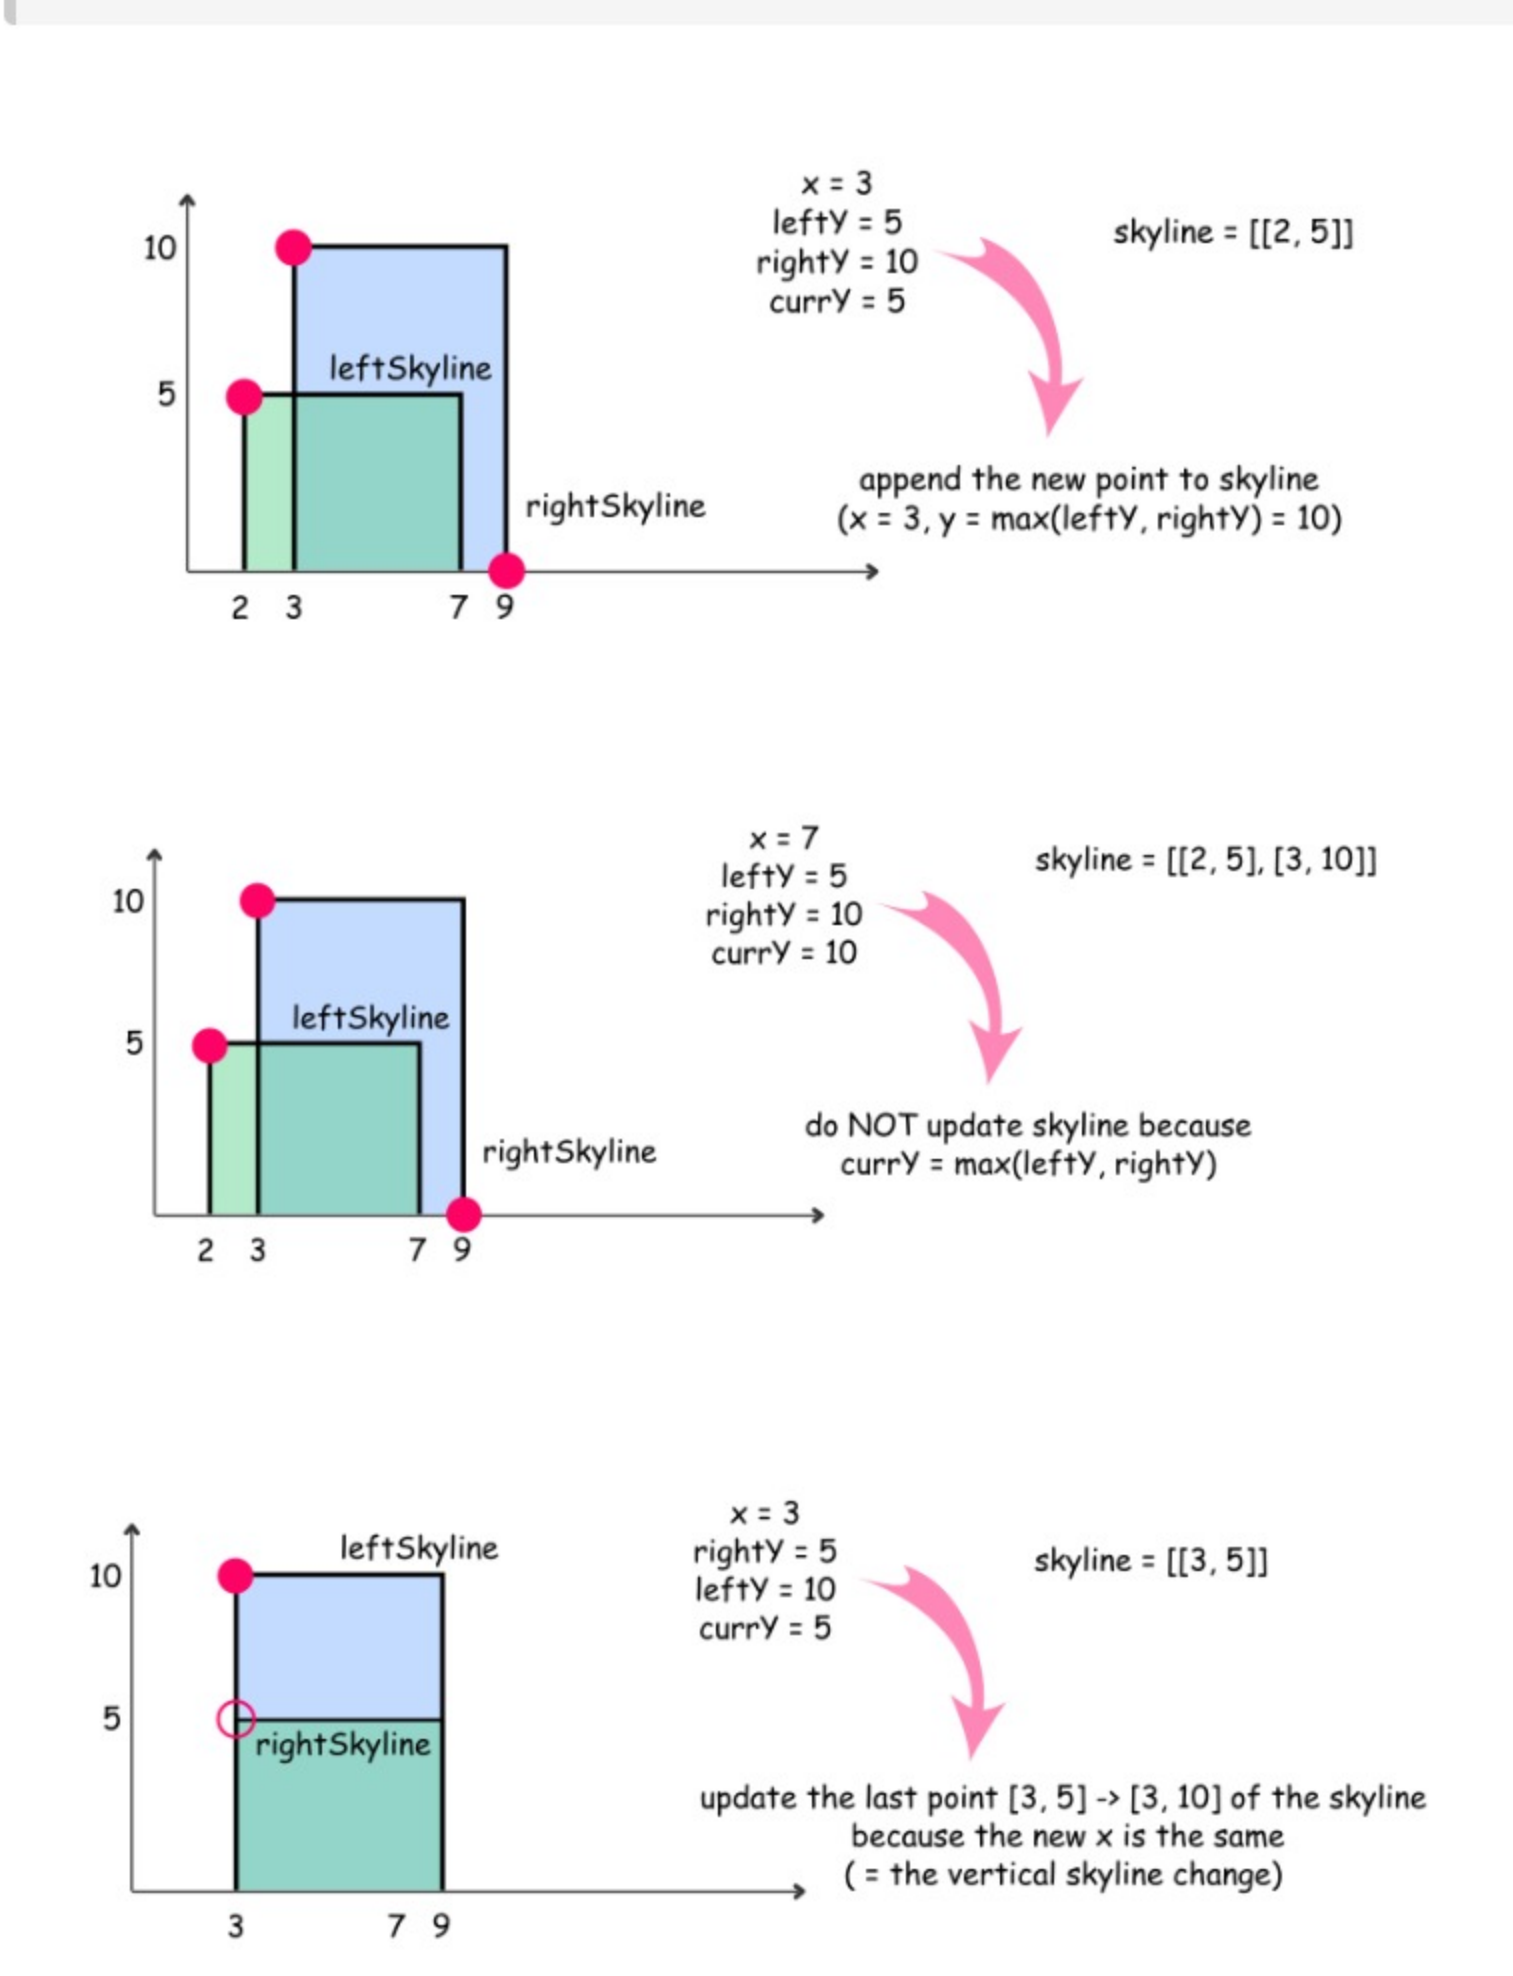 x = 3
leftY = 5
rightY = 10
currY = 5
skyline = [[2, 5]]
10
leftSkyline
5
rightSkyline
append the new point to skyline
(x = 3, y = max(leftY, rightY) = 10)
2 3 7 9
x = 7
leftY = 5
rightY = 10
currY = 10
skyline = [[2, 5], [3, 10]]
10
leftSkyline
5
rightSkyline
do NOT update skyline because
currY = max(leftY, rightY)
2 3 7 9
x = 3
rightY = 5
leftY = 10
currY = 5
skyline = [[3, 5]]
leftSkyline
10
5
rightSkyline
update the last point [3, 5] -> [3, 10] of the skyline
because the new x is the same
( = the vertical skyline change)
3 7 9